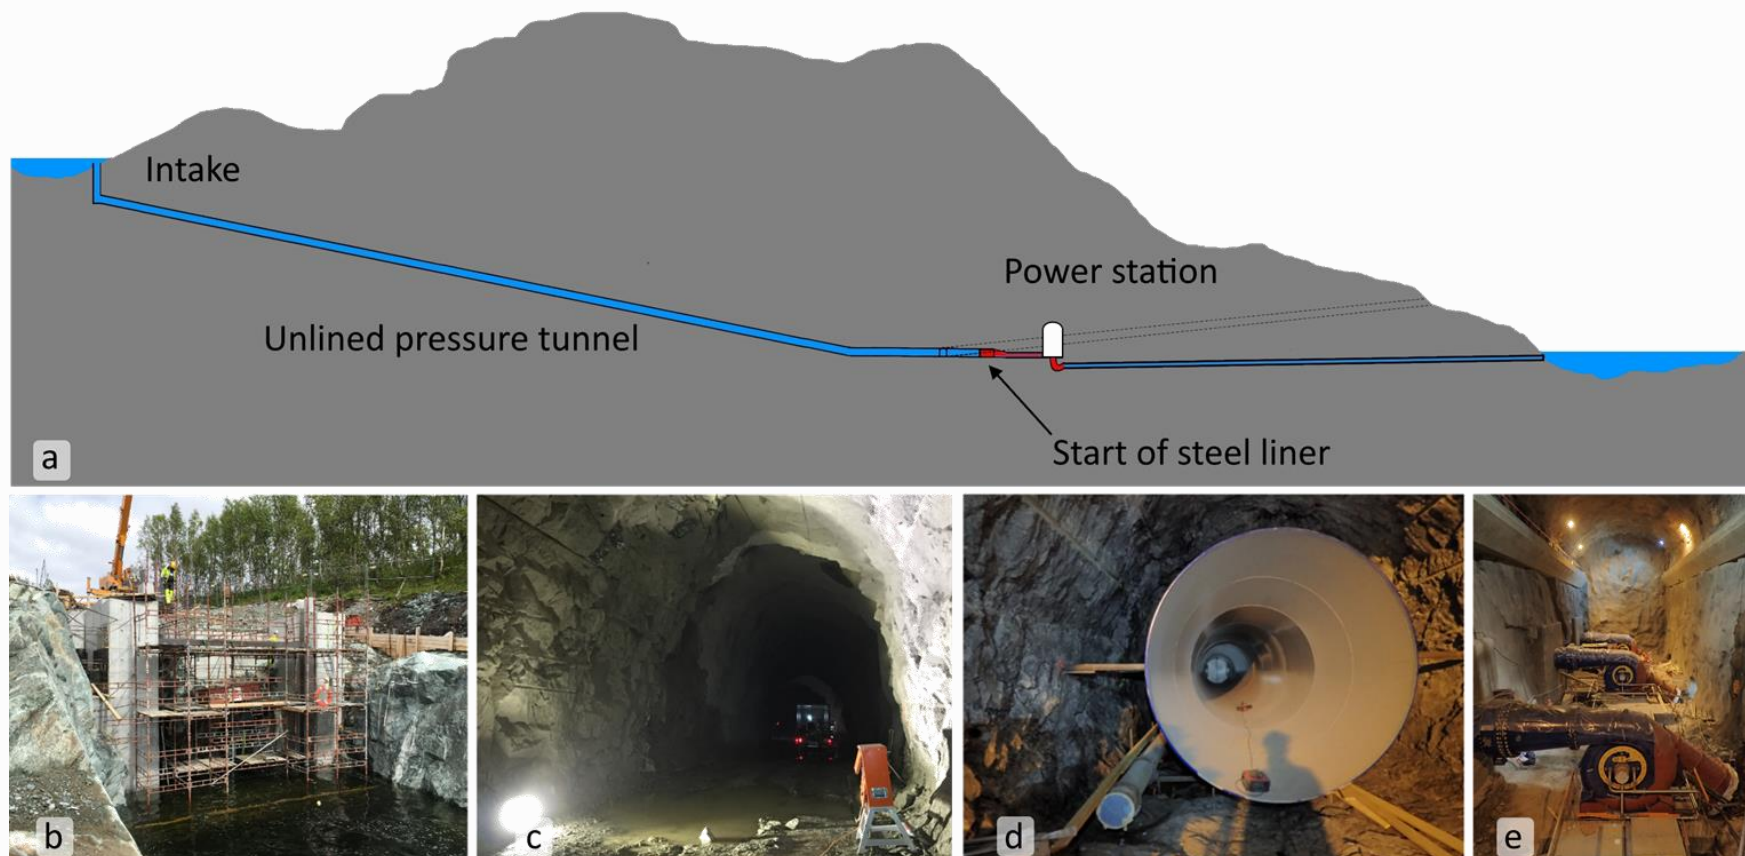 Intake
Power station
Unlined pressure tunnel
Start of steel liner
a
b
c
d
e